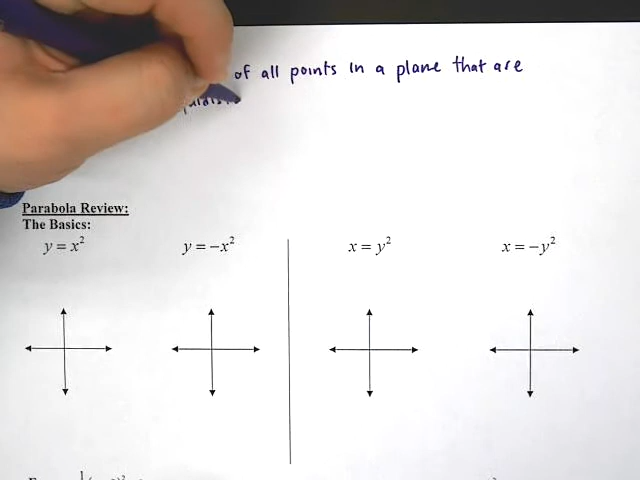 of all points in a plane that are
Parabola Review:
The Basics:
y = x² y = −x² x = y² x = −y²